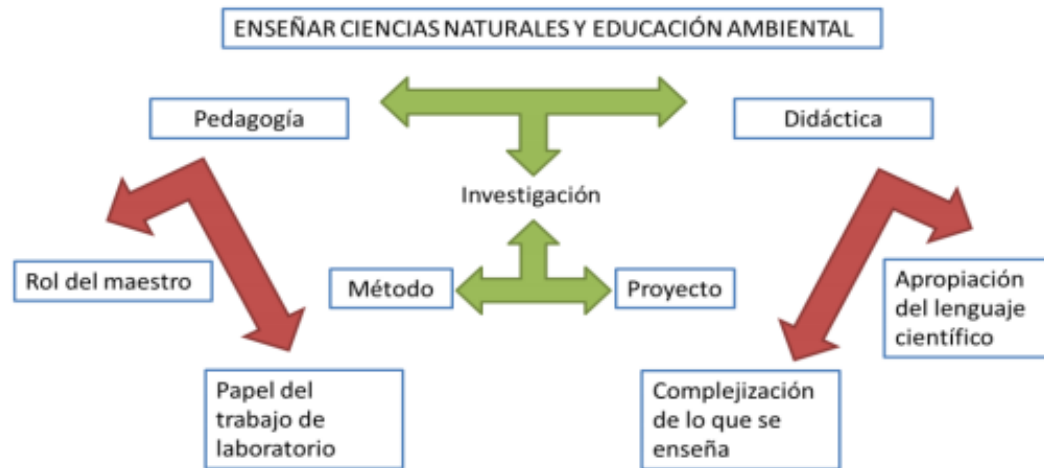 ENSEÑAR CIENCIAS NATURALES Y EDUCACIÓN AMBIENTAL
Pedagogía
Didáctica
Investigación
Rol del maestro
Método
Proyecto
Apropiación
del lenguaje
científico
Papel del
trabajo de
laboratorio
Complejización
de lo que se
enseña